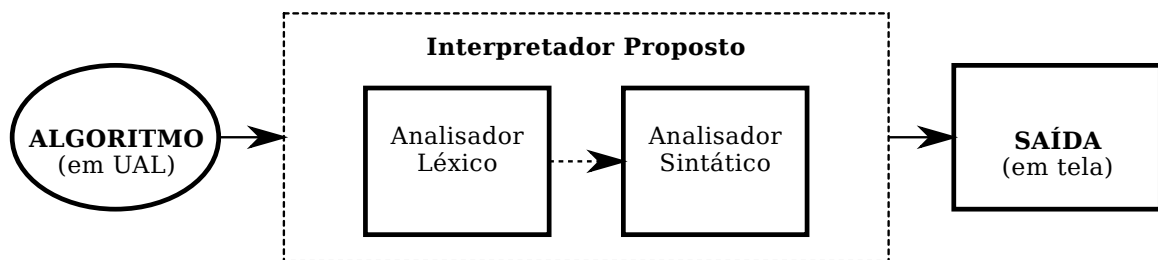 Interpretador Proposto
ALGORITMO
(em UAL)
Analisador
Léxico
Analisador
Sintático
SAÍDA
(em tela)